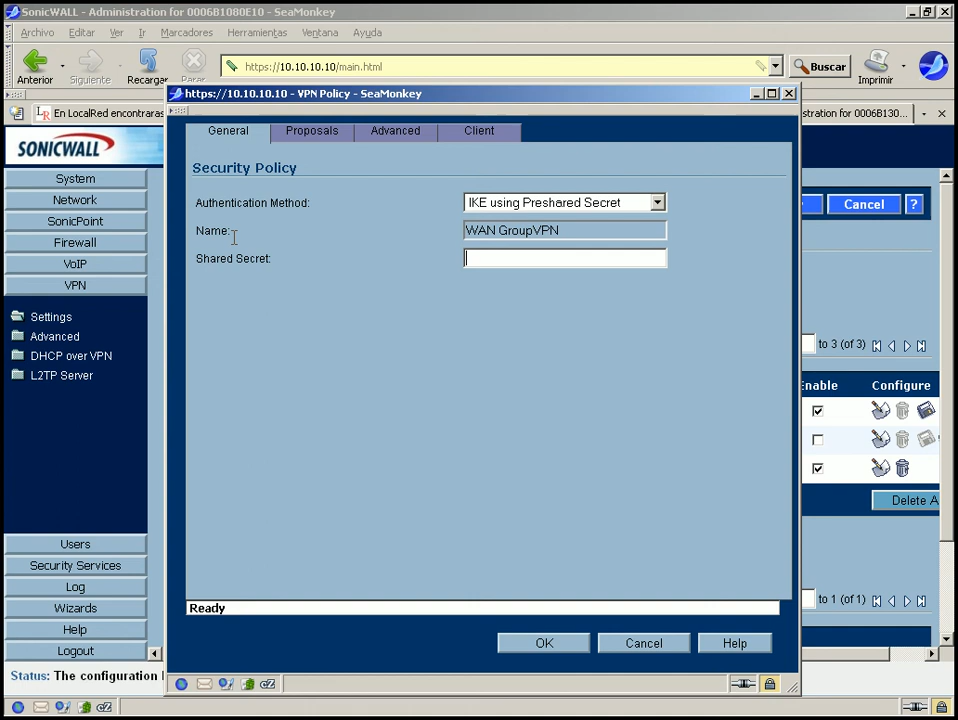 SonicWALL - Administration for 0006B1080E10 - SeaMonkey
Archivo Editar Ver Ir Marcadores Herramientas Ventana Ayuda
Anterior Siguiente Recargar Parar https://10.10.10.10/main.html Buscar Imprimir
https://10.10.10.10 - VPN Policy - SeaMonkey
LR En LocalRed encontraras
stration for 0006B130...
SONICWALL
General Proposals Advanced Client
Security Policy
Authentication Method: IKE using Preshared Secret
Name: WAN GroupVPN
Shared Secret:
System
Network
SonicPoint
Firewall
VoIP
VPN
Settings
Advanced
DHCP over VPN
L2TP Server
Users
Security Services
Log
Wizards
Help
Logout
Status: The configuration
Cancel ?
to 3 (of 3)
nable Configure
Delete A
to 1 (of 1)
Ready
OK Cancel Help